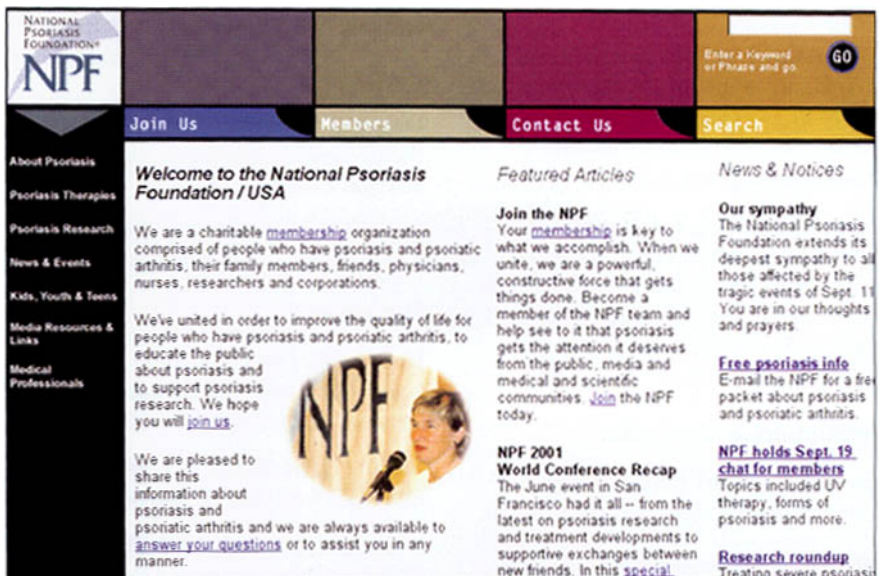 NATIONAL
PSORIASIS
FOUNDATION®
NPF
Enter a Keyword
or Phrase and go.
GO
Join Us
Members
Contact Us
Search
About Psoriasis
Psoriasis Therapies
Psoriasis Research
News & Events
Kids, Youth & Teens
Media Resources &
Links
Medical
Professionals
Welcome to the National Psoriasis
Foundation / USA
We are a charitable membership organization
comprised of people who have psoriasis and psoriatic
arthritis, their family members, friends, physicians,
nurses, researchers and corporations.
We've united in order to improve the quality of life for
people who have psoriasis and psoriatic arthritis, to
educate the public
about psoriasis and
to support psoriasis
research. We hope
you will join us.
NPF
We are pleased to
share this
information about
psoriasis and
psoriatic arthritis and we are always available to
answer your questions or to assist you in any
manner.
Featured Articles
Join the NPF
Your membership is key to
what we accomplish. When we
unite, we are a powerful,
constructive force that gets
things done. Become a
member of the NPF team and
help see to it that psoriasis
gets the attention it deserves
from the public, media and
medical and scientific
communities. Join the NPF
today.
NPF 2001
World Conference Recap
The June event in San
Francisco had it all -- from the
latest on psoriasis research
and treatment developments to
supportive exchanges between
new friends. In this special
News & Notices
Our sympathy
The National Psoriasis
Foundation extends its
deepest sympathy to all
those affected by the
tragic events of Sept. 11
You are in our thoughts
and prayers.
Free psoriasis info
E-mail the NPF for a free
packet about psoriasis
and psoriatic arthritis.
NPF holds Sept. 19
chat for members
Topics included UV
therapy, forms of
psoriasis and more.
Research roundup
Treating severe psoriasis